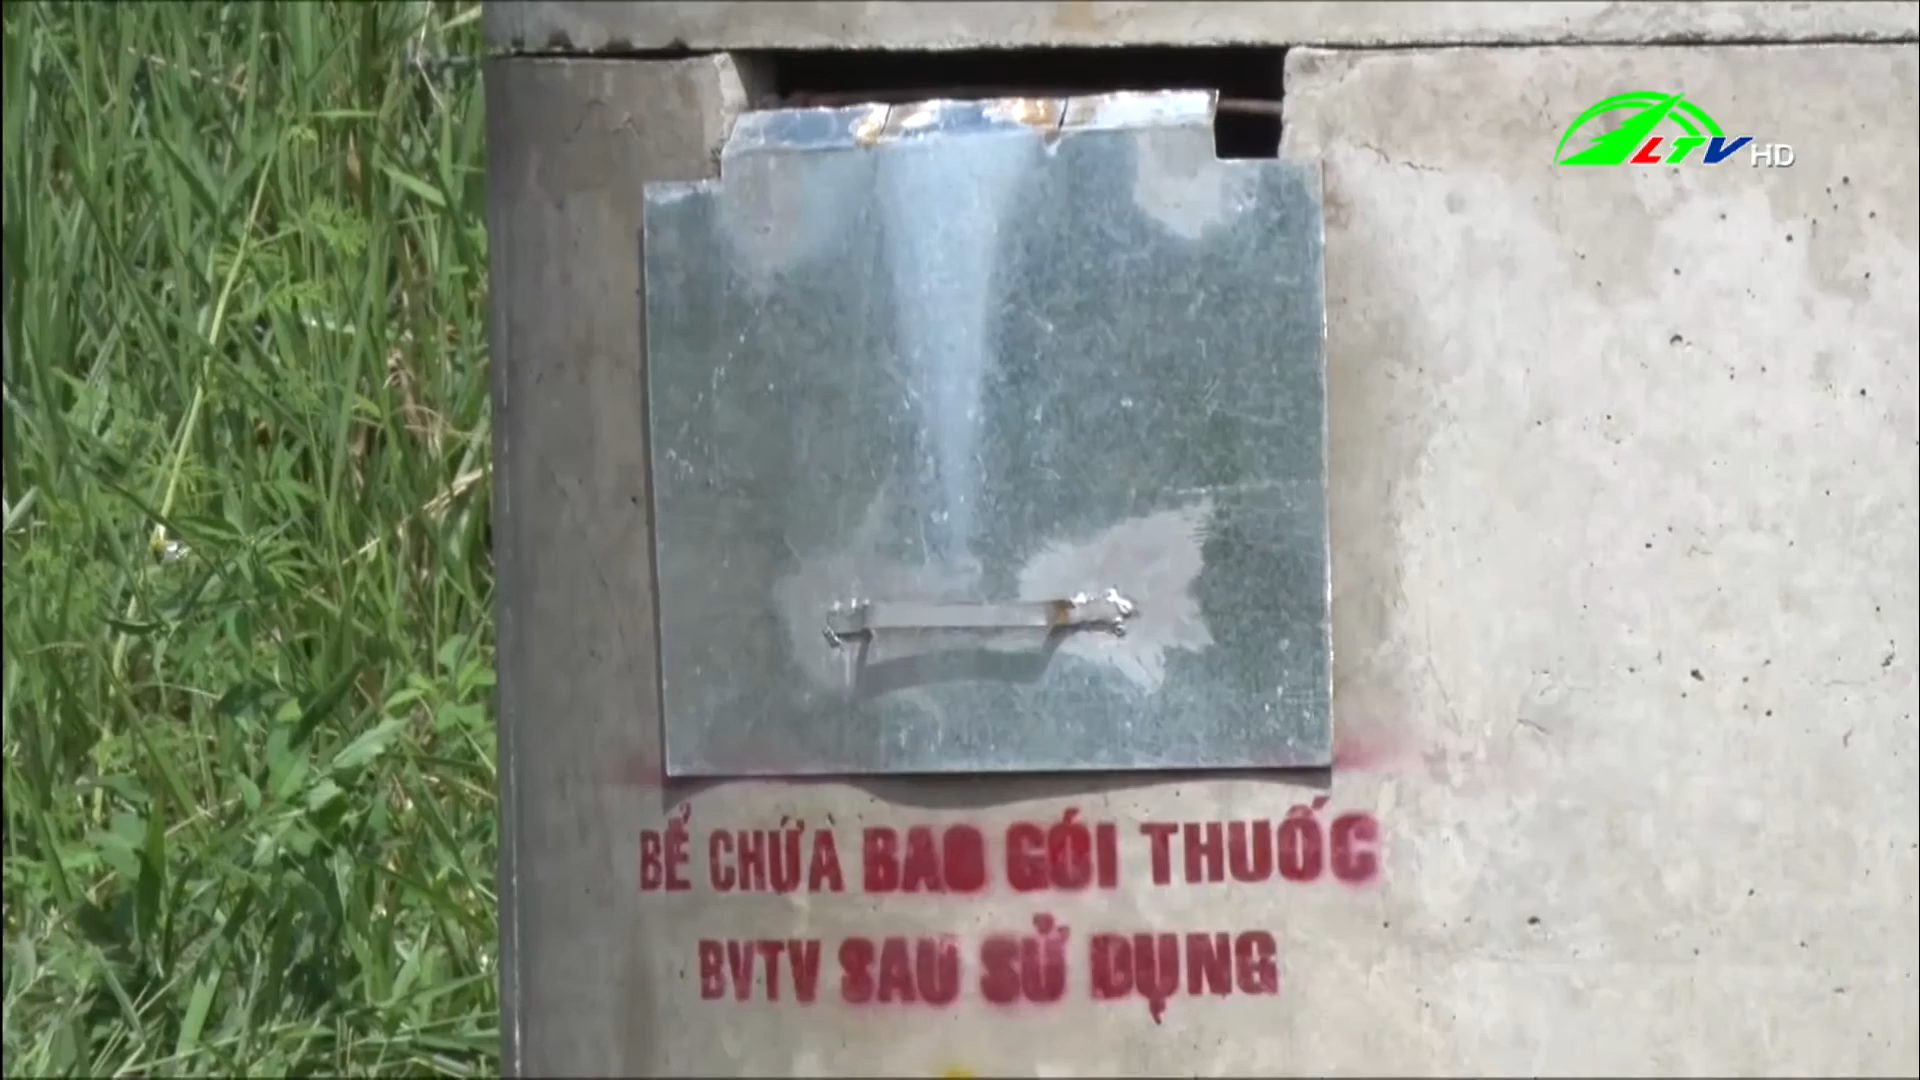 LTV HD
BỂ CHỨA BAO GÓI THUỐC
BVTV SAU SỬ DỤNG